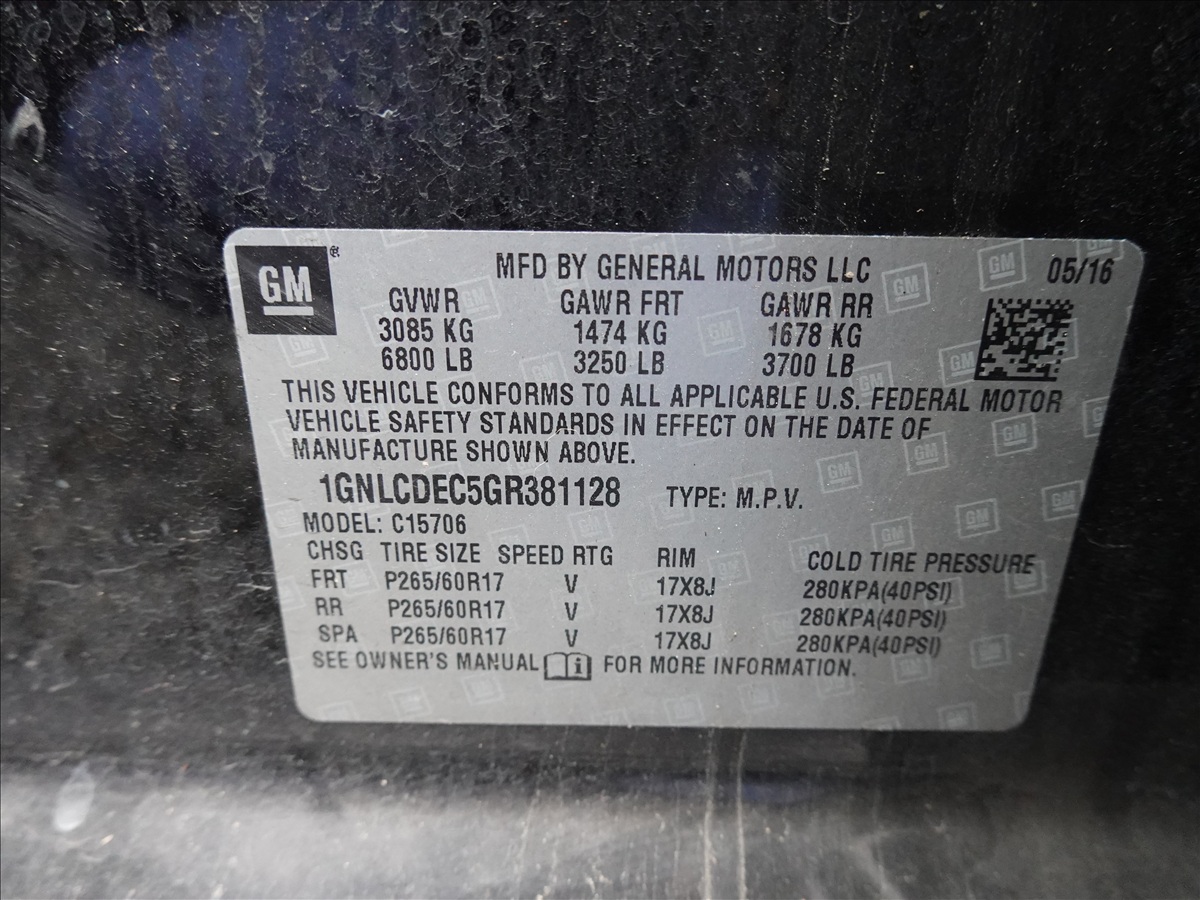 GM ®
MFD BY GENERAL MOTORS LLC 05/16
GVWR GAWR FRT GAWR RR
3085 KG 1474 KG 1678 KG
6800 LB 3250 LB 3700 LB
THIS VEHICLE CONFORMS TO ALL APPLICABLE U.S. FEDERAL MOTOR
VEHICLE SAFETY STANDARDS IN EFFECT ON THE DATE OF
MANUFACTURE SHOWN ABOVE.
1GNLCDEC5GR381128 TYPE: M.P.V.
MODEL: C15706
CHSG TIRE SIZE SPEED RTG RIM COLD TIRE PRESSURE
FRT P265/60R17 V 17X8J 280KPA(40PSI)
RR P265/60R17 V 17X8J 280KPA(40PSI)
SPA P265/60R17 V 17X8J 280KPA(40PSI)
SEE OWNER'S MANUAL i FOR MORE INFORMATION.